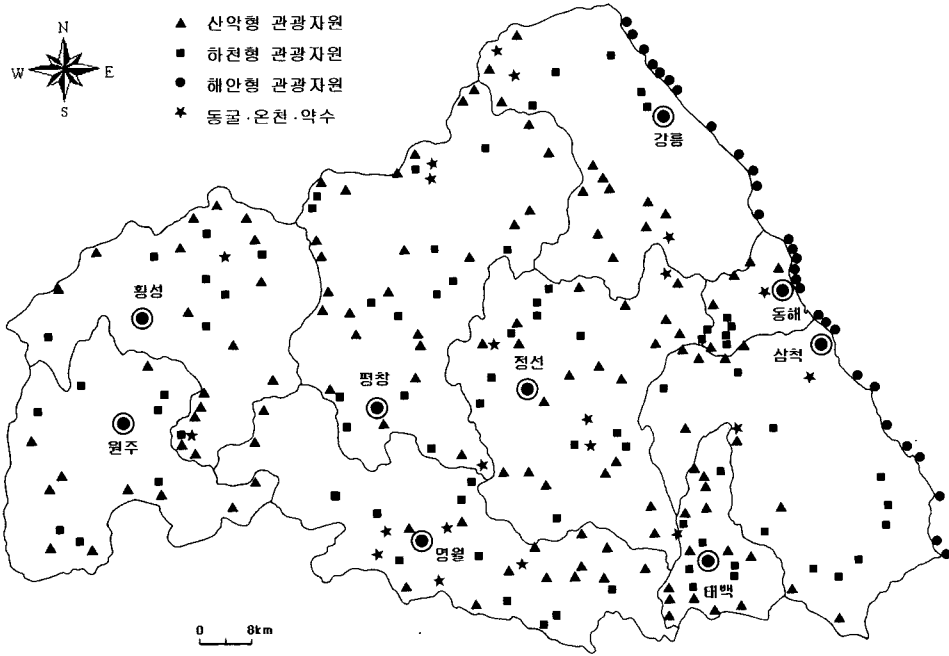 N
W E
S
▲ 산악형 관광자원
■ 하천형 관광자원
● 해안형 관광자원
★ 동굴·온천·약수
강릉
횡성
동해
삼척
정선
평창
원주
영월
태백
0 8km